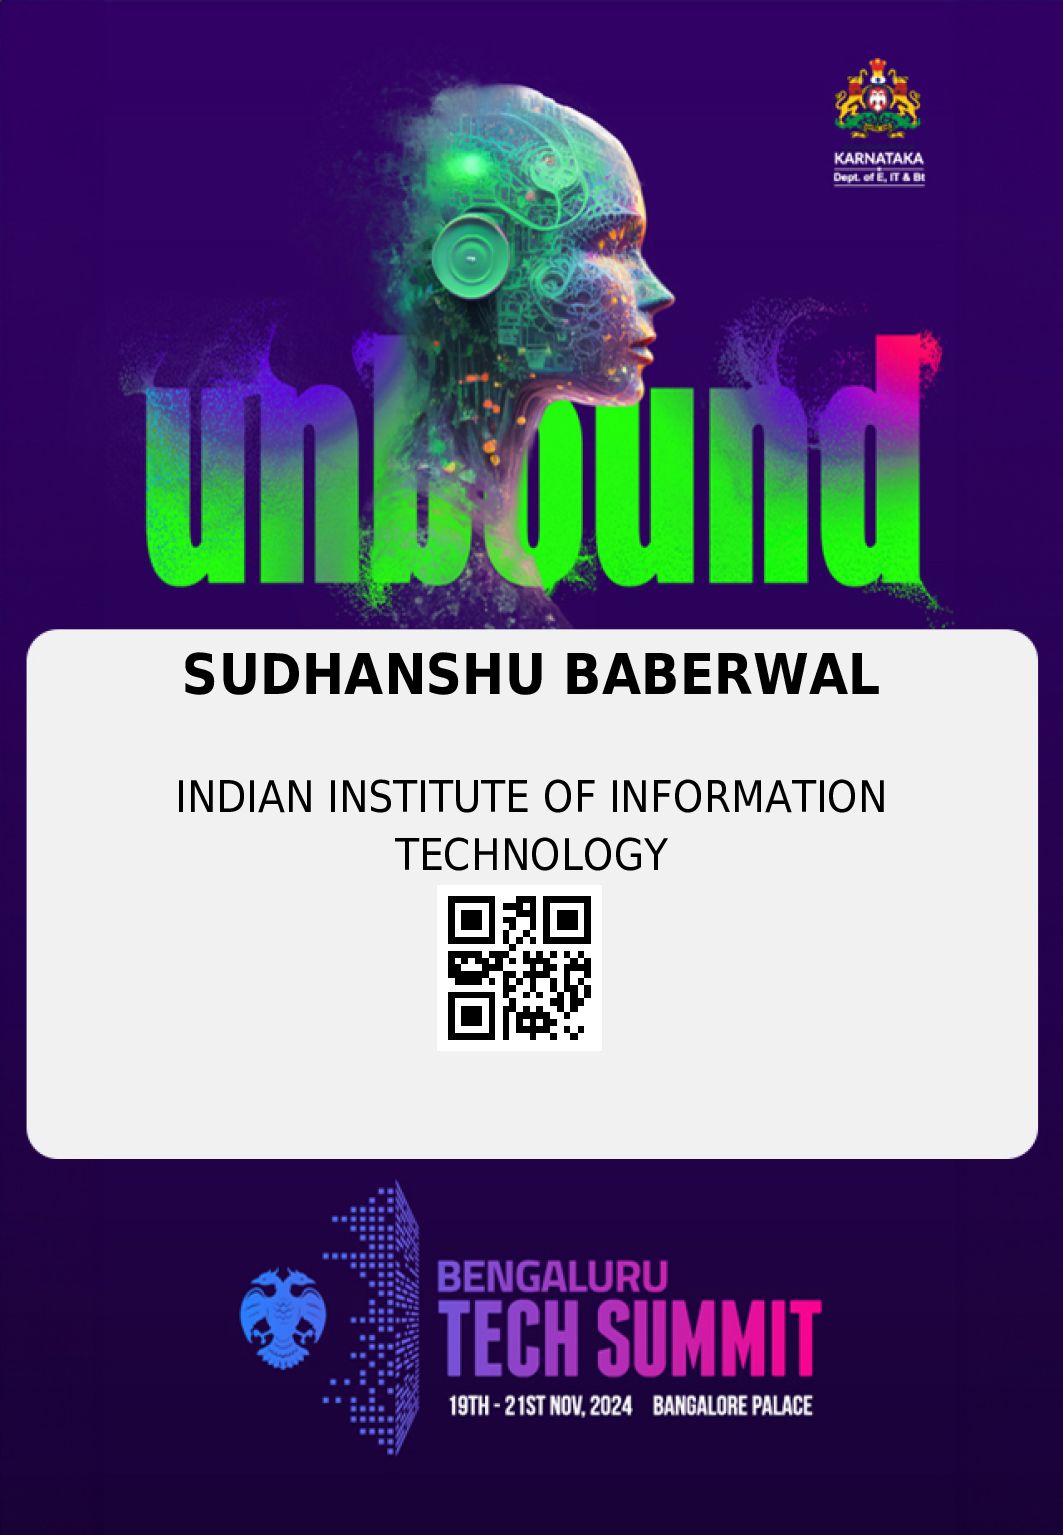 KARNATAKA
Dept. of E, IT & Bt
unbound
SUDHANSHU BABERWAL
INDIAN INSTITUTE OF INFORMATION
TECHNOLOGY
BENGALURU
TECH SUMMIT
19TH - 21ST NOV, 2024 BANGALORE PALACE